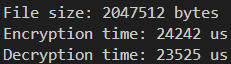 File size: 2047512 bytes
Encryption time: 24242 us
Decryption time: 23525 us